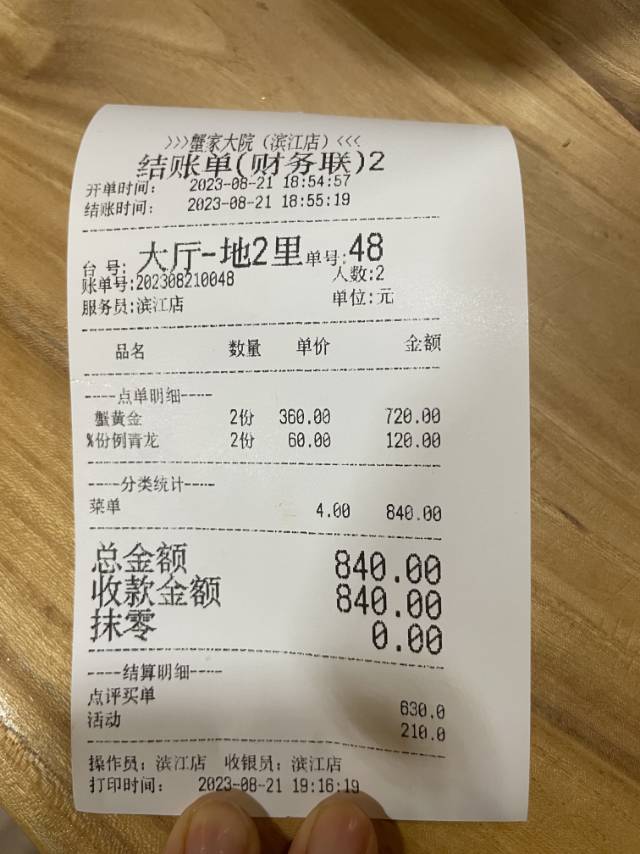 >>>蟹家大院（滨江店）<<<
结账单(财务联)2
开单时间： 2023-08-21 18:54:57
结账时间： 2023-08-21 18:55:19
台 号： 大厅-地2里 单号:48
账单号:202308210048 人数:2
服务员:滨江店 单位:元
品名 数量 单价 金额
----点单明细----
蟹黄金 2份 360.00 720.00
%份例青龙 2份 60.00 120.00
----分类统计----
菜单 4.00 840.00
总金额 840.00
收款金额 840.00
抹零 0.00
----结算明细----
点评买单 630.0
活动 210.0
操作员：滨江店 收银员：滨江店
打印时间： 2023-08-21 19:16:19